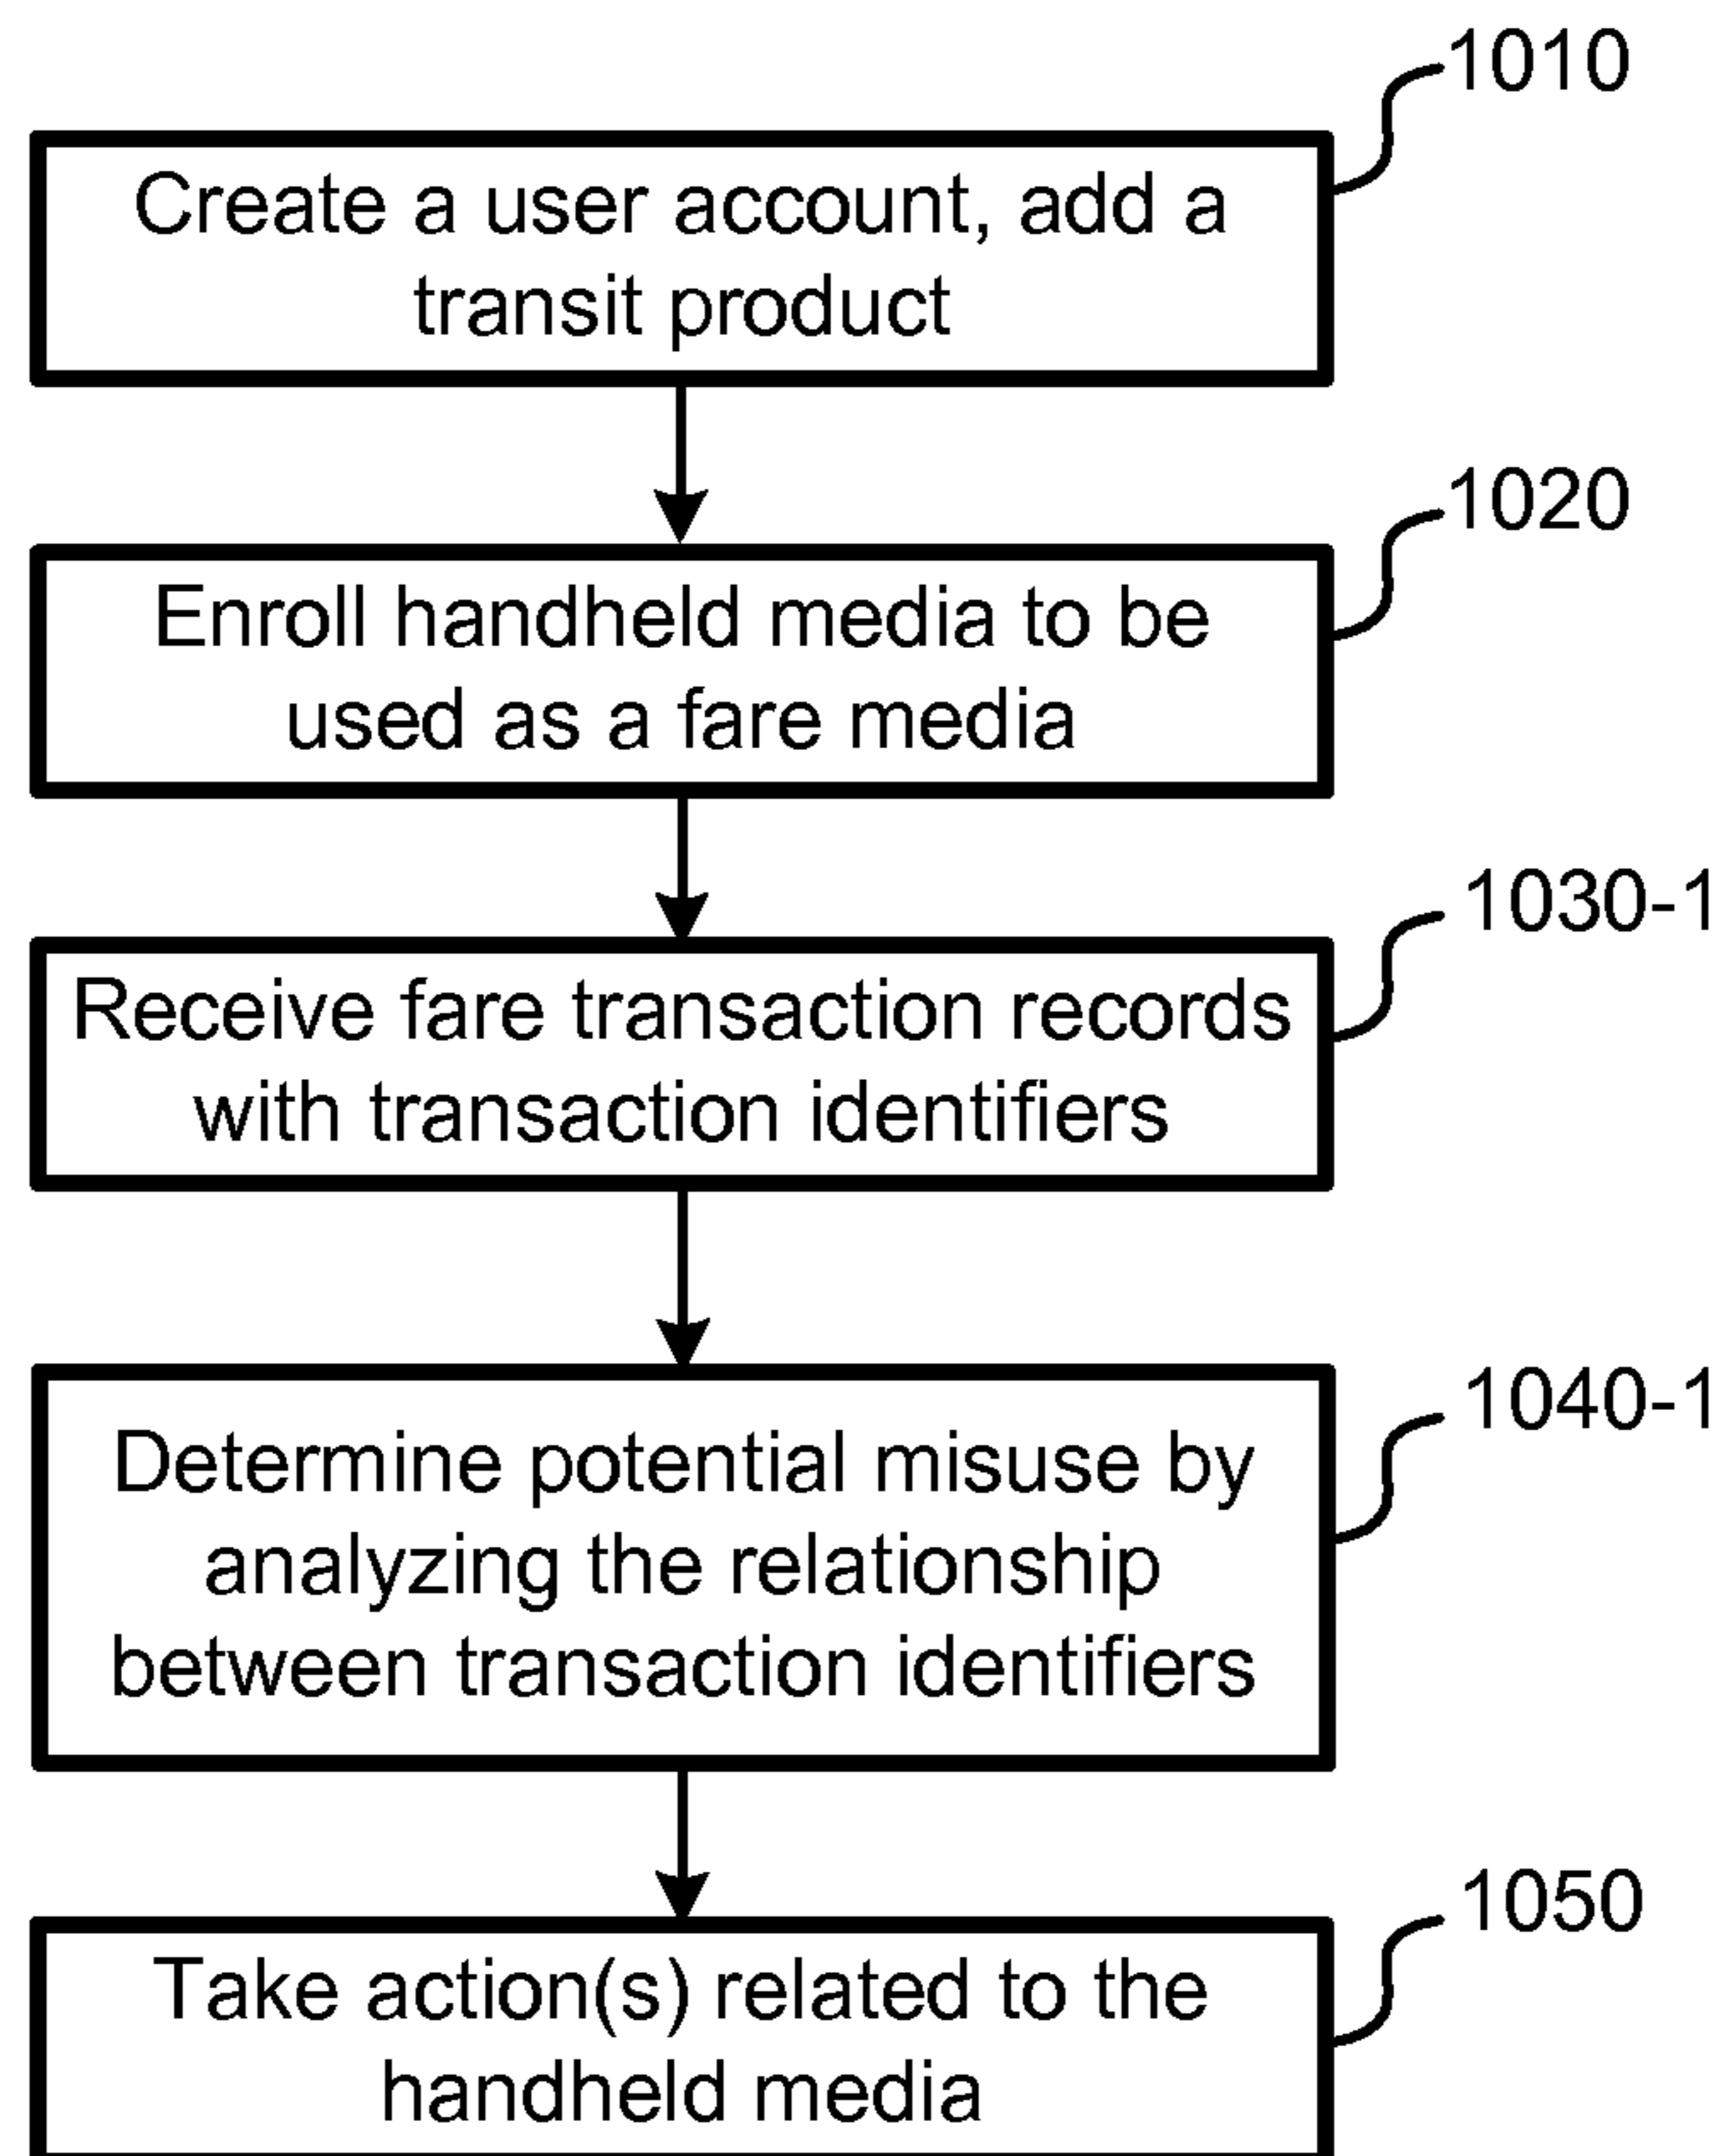 1010
Create a user account, add a
transit product
1020
Enroll handheld media to be
used as a fare media
1030-1
Receive fare transaction records
with transaction identifiers
1040-1
Determine potential misuse by
analyzing the relationship
between transaction identifiers
1050
Take action(s) related to the
handheld media